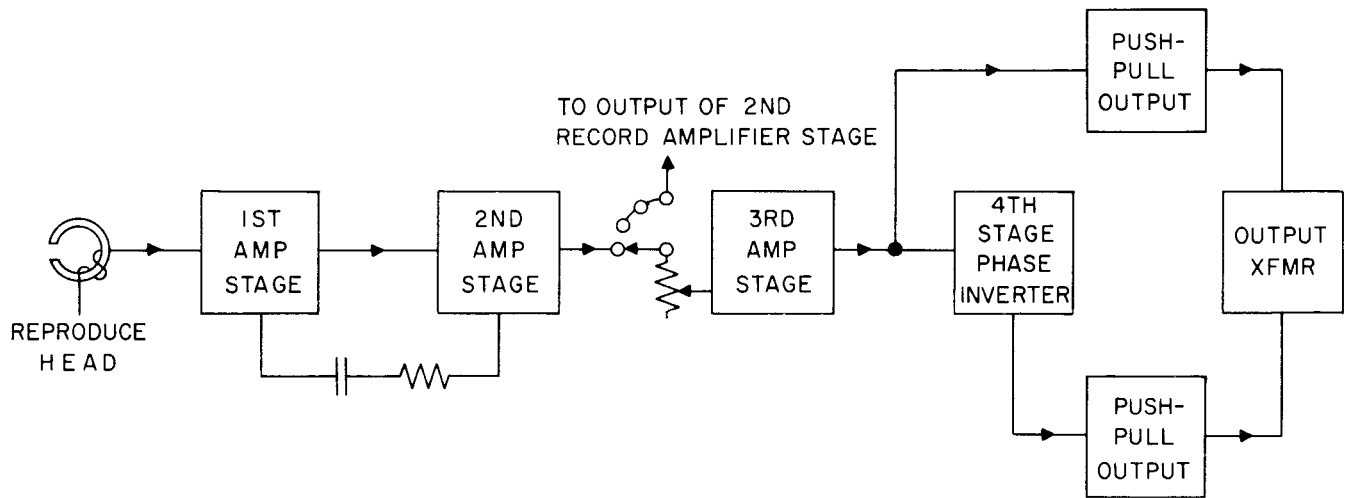 REPRODUCE
HEAD
1ST
AMP
STAGE
2ND
AMP
STAGE
TO OUTPUT OF 2ND
RECORD AMPLIFIER STAGE
3RD
AMP
STAGE
4TH
STAGE
PHASE
INVERTER
PUSH-
PULL
OUTPUT
OUTPUT
XFMR
PUSH-
PULL
OUTPUT